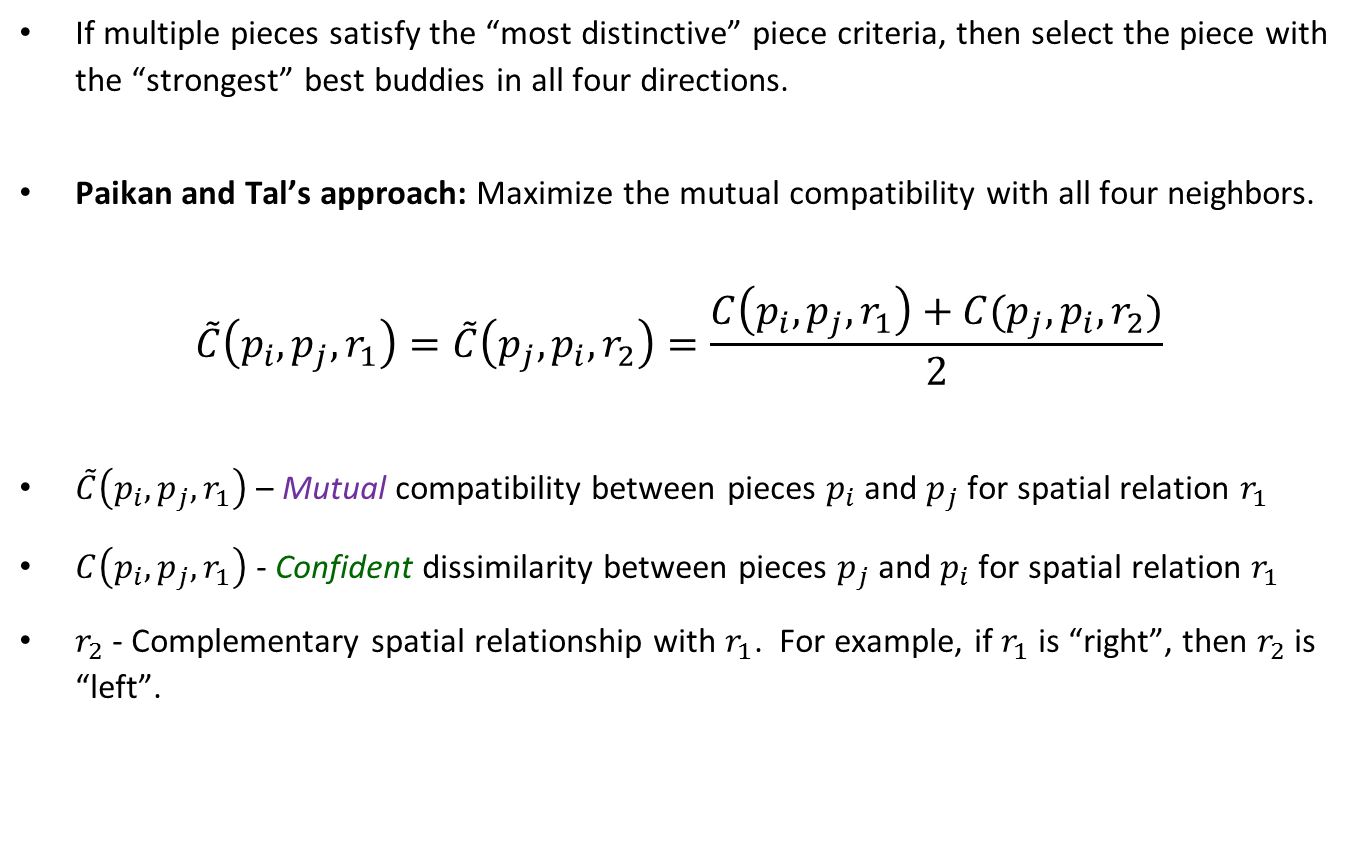 • If multiple pieces satisfy the “most distinctive” piece criteria, then select the piece with
the “strongest” best buddies in all four directions.
• Paikan and Tal’s approach: Maximize the mutual compatibility with all four neighbors.
C̃(pᵢ, pⱼ, r₁) = C̃(pⱼ, pᵢ, r₂) = (C(pᵢ, pⱼ, r₁) + C(pⱼ, pᵢ, r₂)) / 2
• C̃(pᵢ, pⱼ, r₁) – Mutual compatibility between pieces pᵢ and pⱼ for spatial relation r₁
• C(pᵢ, pⱼ, r₁) - Confident dissimilarity between pieces pⱼ and pᵢ for spatial relation r₁
• r₂ - Complementary spatial relationship with r₁. For example, if r₁ is “right”, then r₂ is
“left”.